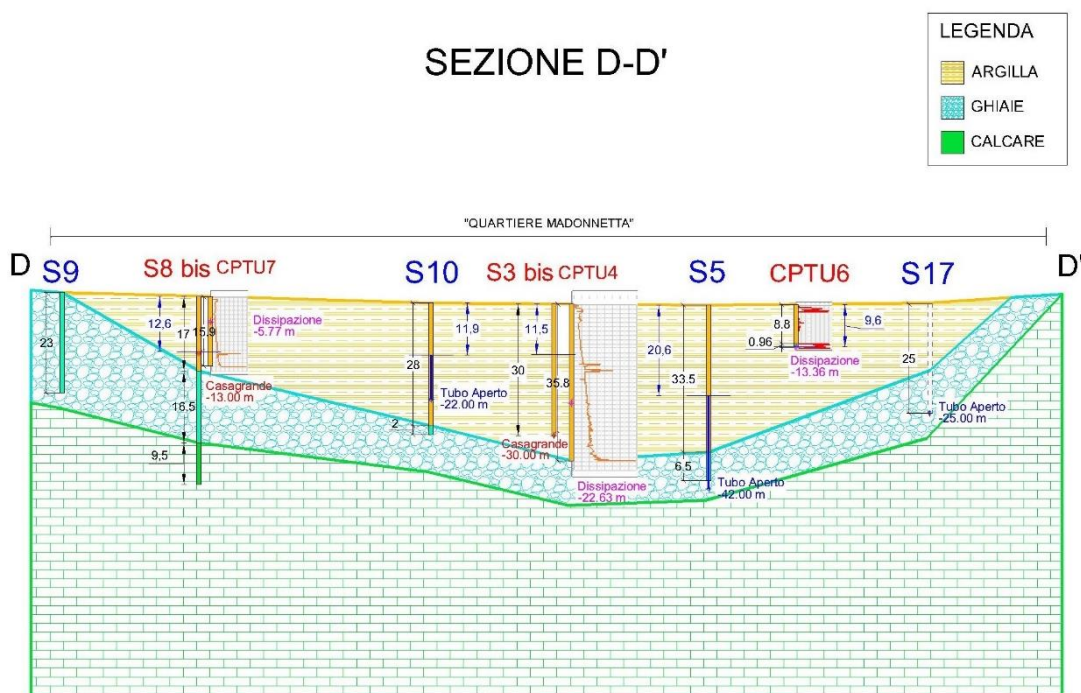 SEZIONE D-D'
LEGENDA
ARGILLA
GHIAIE
CALCARE
"QUARTIERE MADONNETTA"
D
S9
S8 bis CPTU7
S10
S3 bis CPTU4
S5
CPTU6
S17
D'
23
12,6
17
15.9
Dissipazione
-5.77 m
Casagrande
-13.00 m
16.5
9,5
11,9
28
Tubo Aperto
-22.00 m
2
11,5
30
35.8
Casagrande
-30.00 m
Dissipazione
-22.63 m
20,6
33.5
6.5
Tubo Aperto
-42.00 m
8.8
0.96
9,6
Dissipazione
-13.36 m
25
Tubo Aperto
-25.00 m